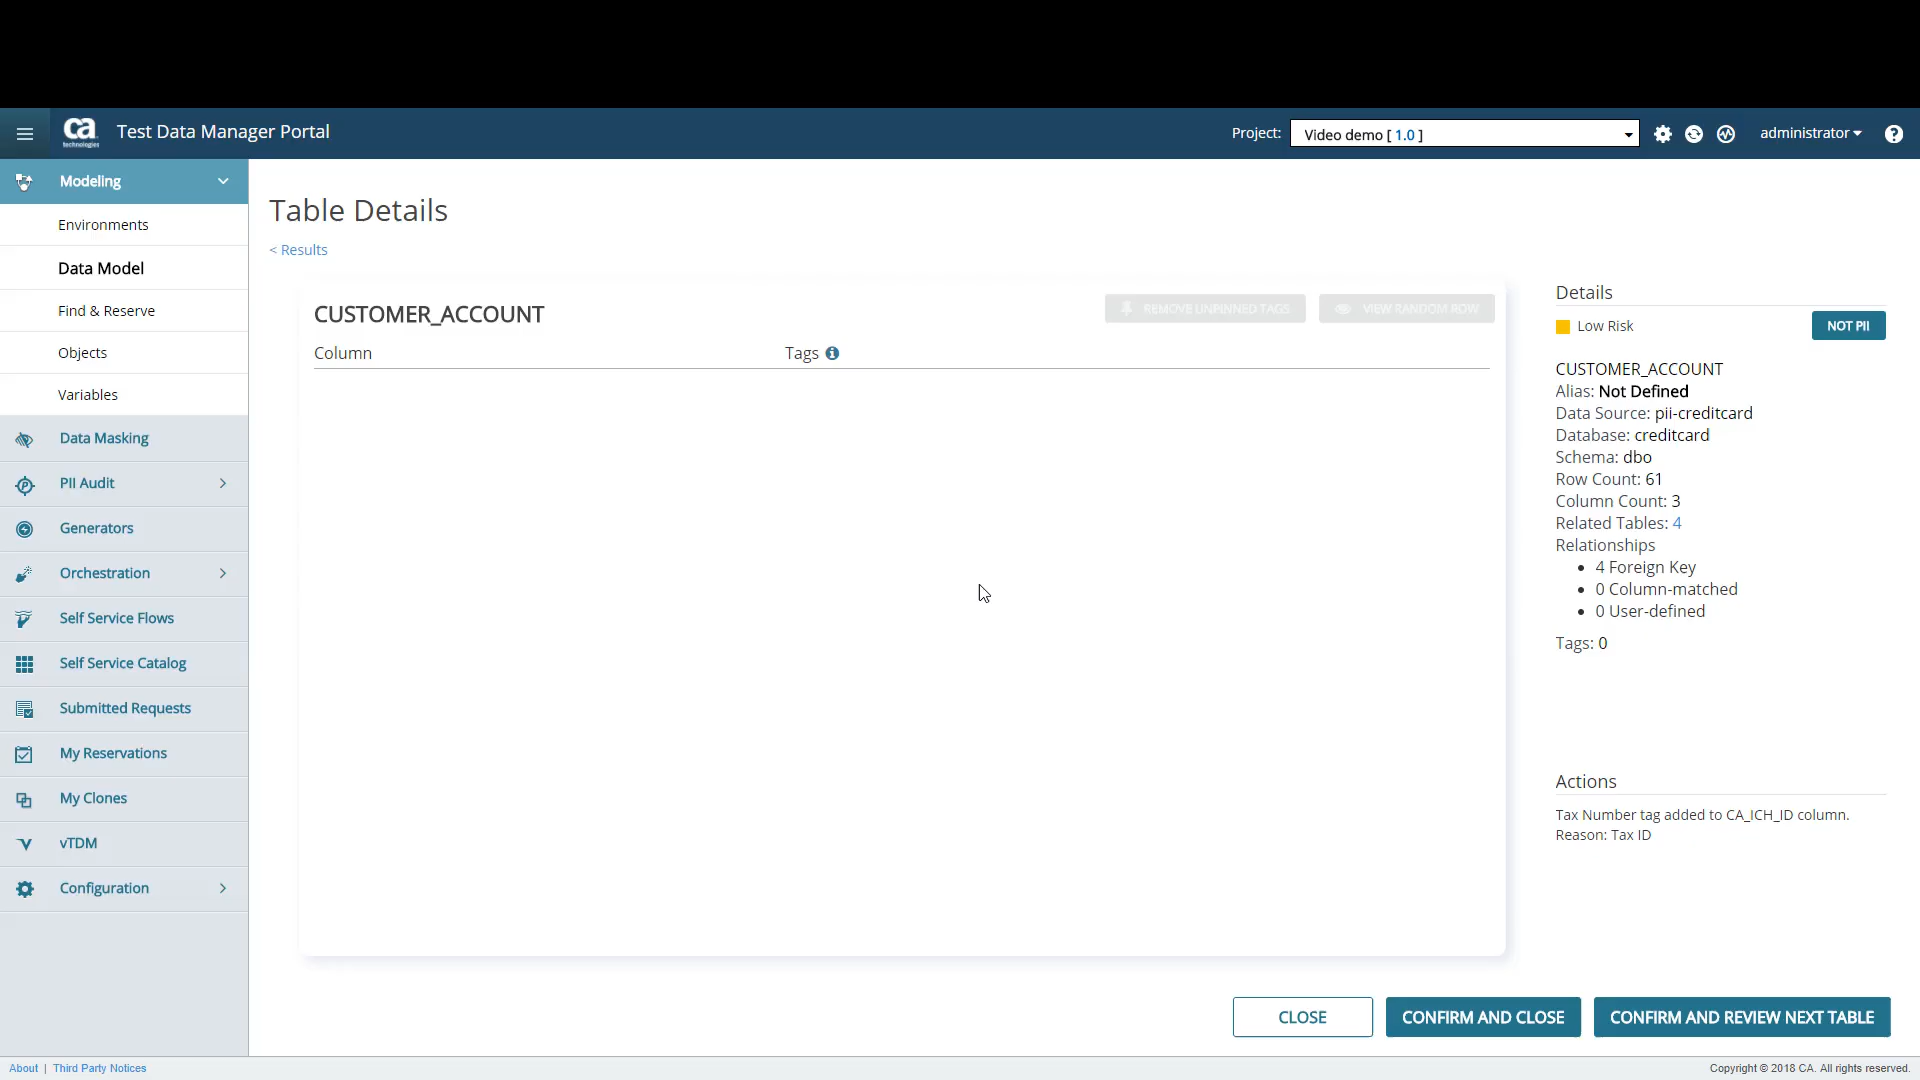 ca technologies Test Data Manager Portal
Project: Video demo [ 1.0 ] administrator
Modeling
Environments
Data Model
Find & Reserve
Objects
Variables
Data Masking
PII Audit
Generators
Orchestration
Self Service Flows
Self Service Catalog
Submitted Requests
My Reservations
My Clones
vTDM
Configuration
Table Details
< Results
CUSTOMER_ACCOUNT
REMOVE UNPINNED TAGS VIEW RANDOM ROW
Column Tags
Details
Low Risk NOT PII
CUSTOMER_ACCOUNT
Alias: Not Defined
Data Source: pii-creditcard
Database: creditcard
Schema: dbo
Row Count: 61
Column Count: 3
Related Tables: 4
Relationships
• 4 Foreign Key
• 0 Column-matched
• 0 User-defined
Tags: 0
Actions
Tax Number tag added to CA_ICH_ID column.
Reason: Tax ID
CLOSE CONFIRM AND CLOSE CONFIRM AND REVIEW NEXT TABLE
About | Third Party Notices
Copyright © 2018 CA. All rights reserved.